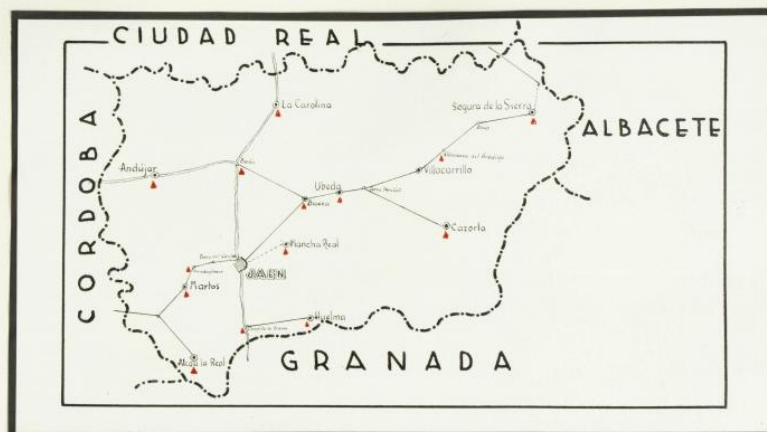 CIUDAD REAL
La Carolina
Segura de la Sierra
ALBACETE
CORDOBA
Andújar
Ubeda
Baeza
Villacarrillo
Cazorla
Mancha Real
JAEN
Martos
Huelma
Alcalá la Real
GRANADA